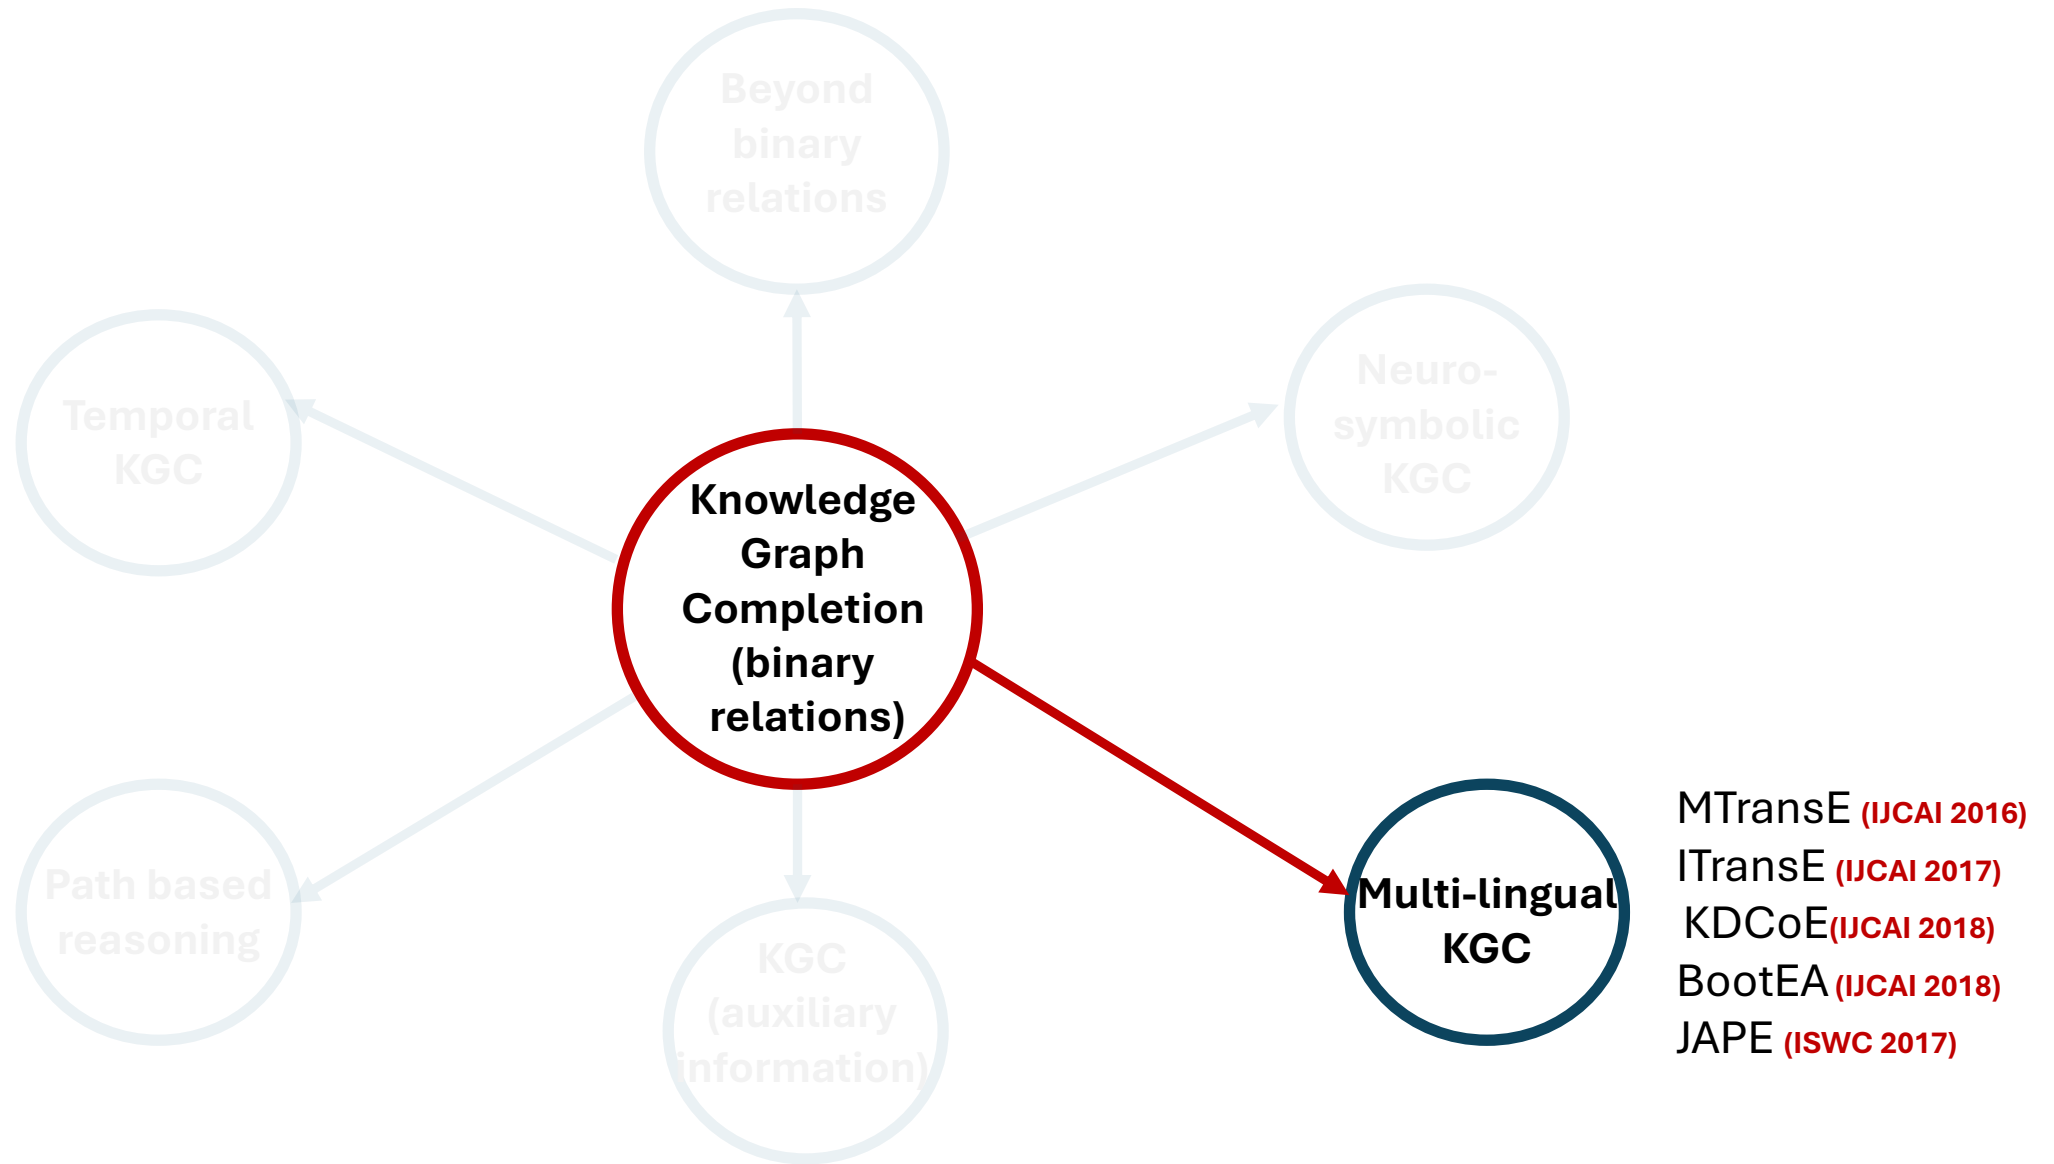 Beyond
binary
relations
Neuro-
symbolic
KGC
Temporal
KGC
Knowledge
Graph
Completion
(binary
relations)
Path based
reasoning
KGC
(auxiliary
information)
Multi-lingual
KGC
MTransE (IJCAI 2016)
ITransE (IJCAI 2017)
KDCoE(IJCAI 2018)
BootEA (IJCAI 2018)
JAPE (ISWC 2017)